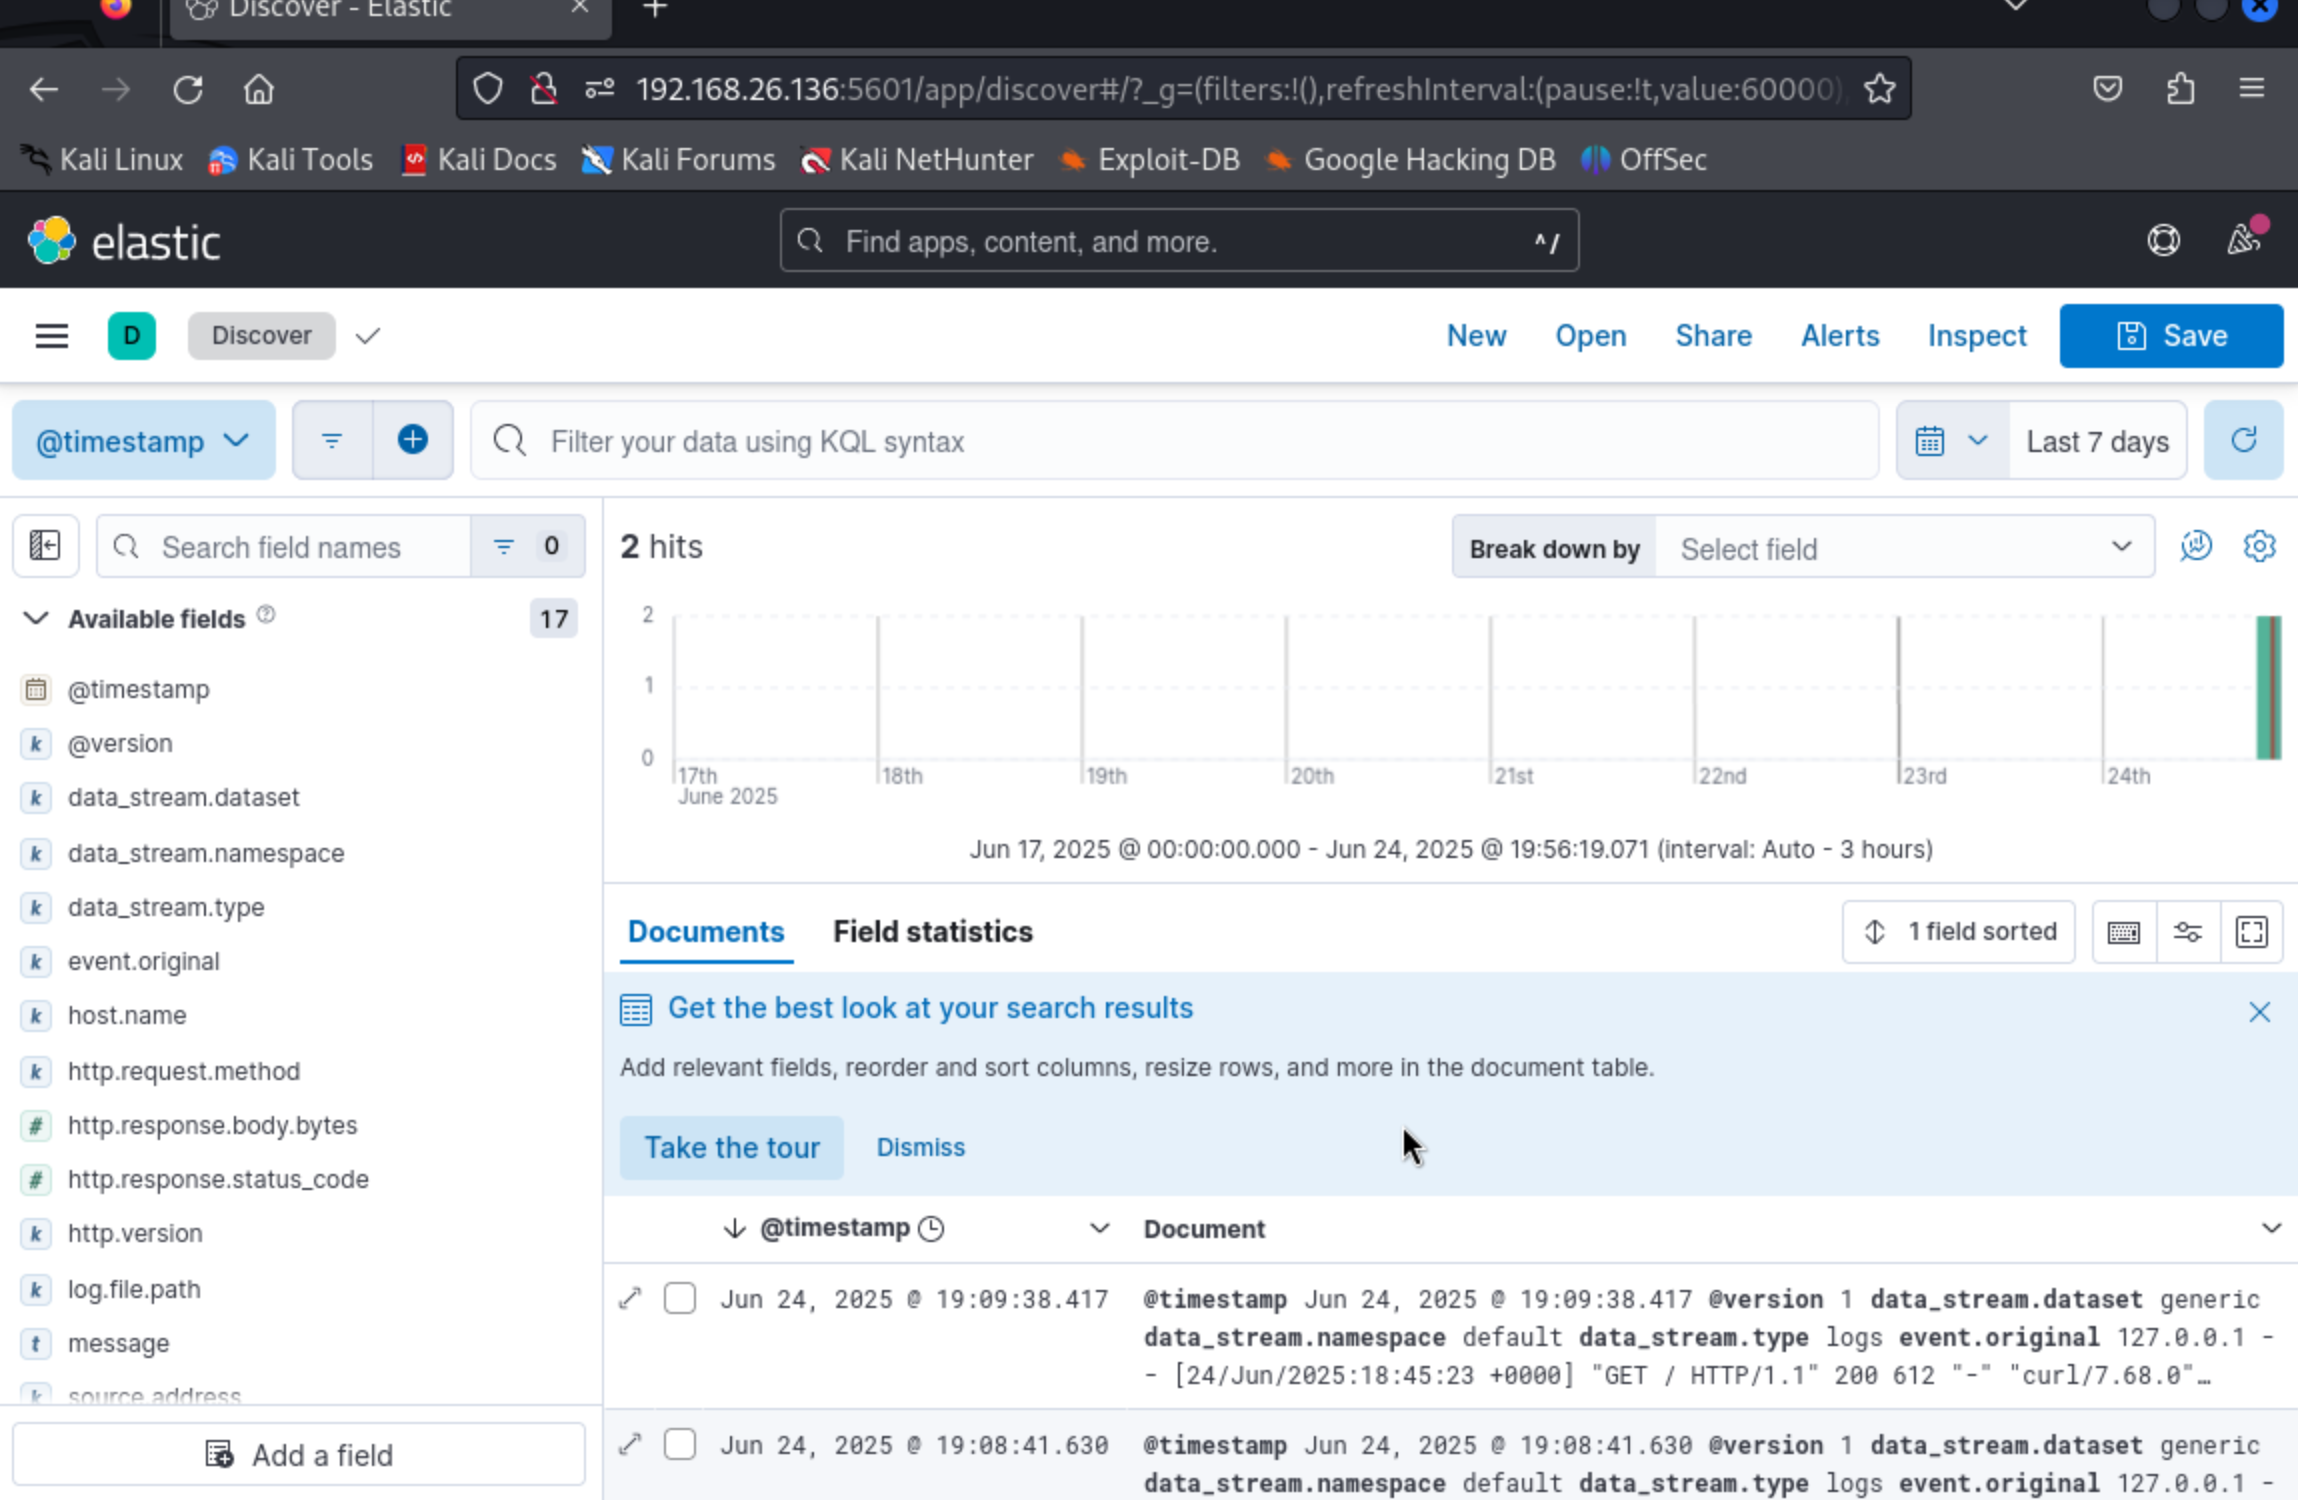 Discover - Elastic
192.168.26.136:5601/app/discover#/?_g=(filters:!(),refreshInterval:(pause:!t,value:60000),
Kali Linux Kali Tools Kali Docs Kali Forums Kali NetHunter Exploit-DB Google Hacking DB OffSec
elastic Find apps, content, and more. ^/
D Discover New Open Share Alerts Inspect Save
@timestamp Filter your data using KQL syntax Last 7 days
Search field names 0
Available fields 17
@timestamp
@version
data_stream.dataset
data_stream.namespace
data_stream.type
event.original
host.name
http.request.method
http.response.body.bytes
http.response.status_code
http.version
log.file.path
message
source.address
Add a field
2 hits Break down by Select field
2
1
0
17th 18th 19th 20th 21st 22nd 23rd 24th
June 2025
Jun 17, 2025 @ 00:00:00.000 - Jun 24, 2025 @ 19:56:19.071 (interval: Auto - 3 hours)
Documents Field statistics 1 field sorted
Get the best look at your search results
Add relevant fields, reorder and sort columns, resize rows, and more in the document table.
Take the tour Dismiss
@timestamp Document
Jun 24, 2025 @ 19:09:38.417 @timestamp Jun 24, 2025 @ 19:09:38.417 @version 1 data_stream.dataset generic
data_stream.namespace default data_stream.type logs event.original 127.0.0.1 -
- [24/Jun/2025:18:45:23 +0000] "GET / HTTP/1.1" 200 612 "-" "curl/7.68.0"…
Jun 24, 2025 @ 19:08:41.630 @timestamp Jun 24, 2025 @ 19:08:41.630 @version 1 data_stream.dataset generic
data_stream.namespace default data_stream.type logs event.original 127.0.0.1 -